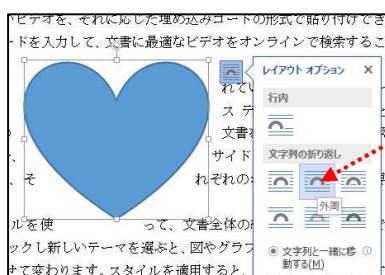 ビデオを、それに応じた埋め込みコードの形式で貼り付けでき
ードを入力して、文書に最適なビデオをオンラインで検索するこ
レイアウト オプション ×
れてい
行内
ス テ
文書
サイド
文字列の折り返し
、そ
れぞれの
外周
ルを使
って、文書全体の
ックし新しいテーマを選ぶと、図やグラフ
文字列と一緒に移
動する(M)
せて変わります。スタイルを適用すると、